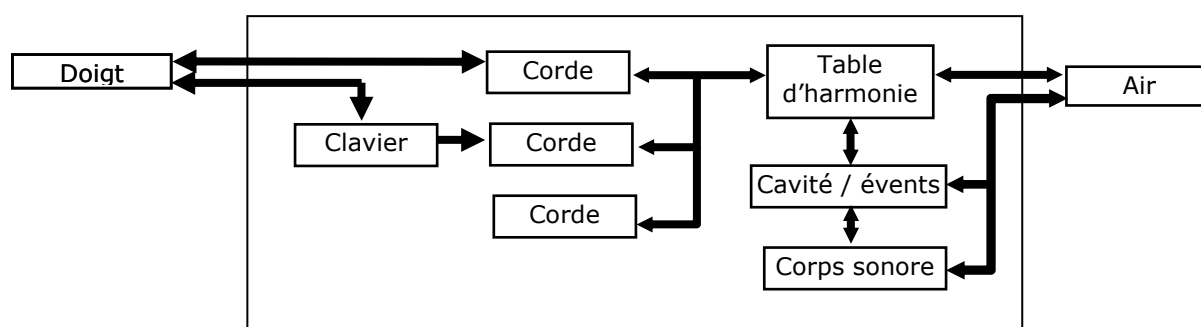 Doigt
Corde
Table
d'harmonie
Air
Clavier
Corde
Cavité / évents
Corde
Corps sonore